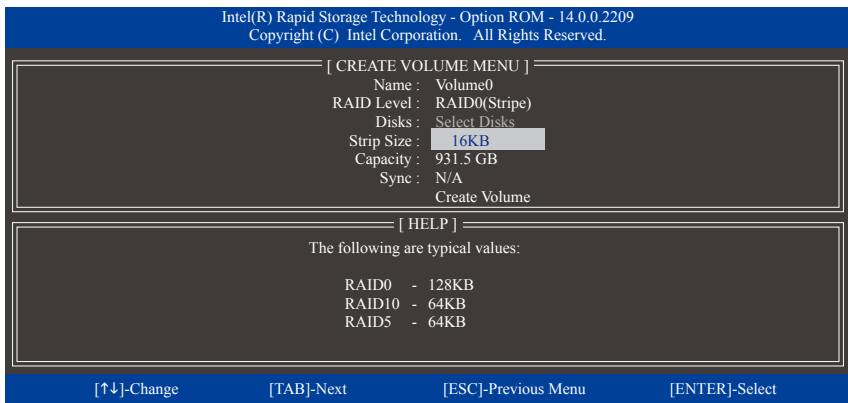 Intel(R) Rapid Storage Technology - Option ROM - 14.0.0.2209
Copyright (C) Intel Corporation. All Rights Reserved.
[ CREATE VOLUME MENU ]
Name : Volume0
RAID Level : RAID0(Stripe)
Disks : Select Disks
Strip Size : 16KB
Capacity : 931.5 GB
Sync : N/A
Create Volume
[ HELP ]
The following are typical values:
RAID0 - 128KB
RAID10 - 64KB
RAID5 - 64KB
[↑↓]-Change [TAB]-Next [ESC]-Previous Menu [ENTER]-Select